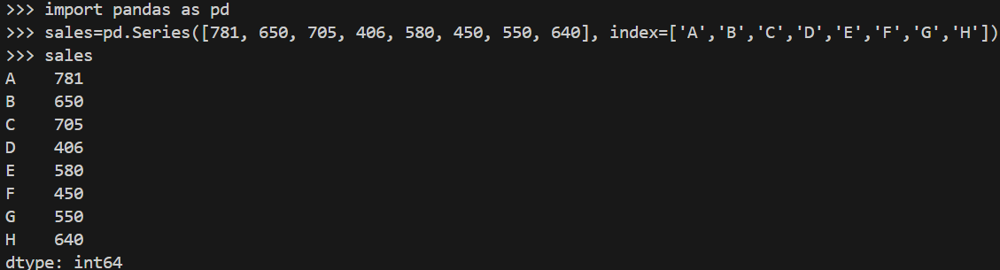 >>> import pandas as pd
>>> sales=pd.Series([781, 650, 705, 406, 580, 450, 550, 640], index=['A','B','C','D','E','F','G','H'])
>>> sales
A    781
B    650
C    705
D    406
E    580
F    450
G    550
H    640
dtype: int64